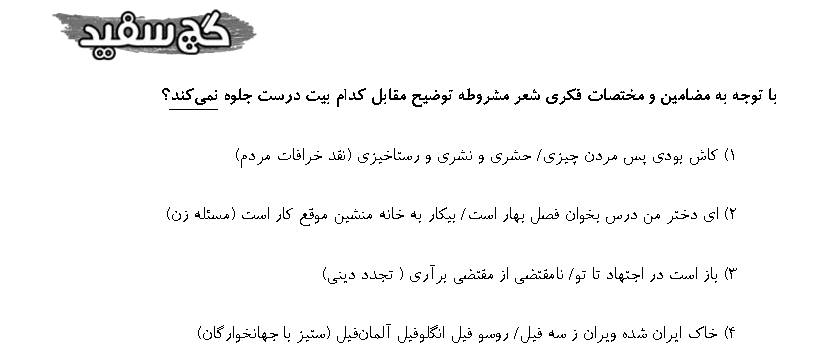 گچ سفید
با توجه به مضامین و مختصات فکری شعر مشروطه توضیح مقابل کدام بیت درست جلوه نمی‌کند؟
۱) کاش بودی پس مردن چیزی/ حشری و نشری و رستاخیزی (نقد خرافات مردم)
۲) ای دختر من درس بخوان فصل بهار است/ بیکار به خانه منشین موقع کار است (مسئله زن)
۳) باز است در اجتهاد تا تو/ نامقتضی از مقتضی برآری ( تجدد دینی)
۴) خاک ایران شده ویران ز سه فیل/ روسو فیل انگلوفیل آلمان‌فیل (ستیز با جهانخوارگان)